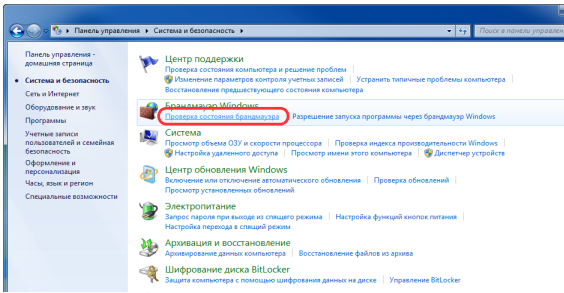 Панель управления ▸ Система и безопасность ▸
Поиск в панели управлен
Панель управления -
домашняя страница
Система и безопасность
Сеть и Интернет
Оборудование и звук
Программы
Учетные записи
пользователей и семейная
безопасность
Оформление и
персонализация
Часы, язык и регион
Специальные возможности
Центр поддержки
Проверка состояния компьютера и решение проблем
Изменение параметров контроля учетных записей Устранить типичные проблемы компьютера
Восстановление предшествующего состояния компьютера
Брандмауэр Windows
Проверка состояния брандмауэра Разрешение запуска программы через брандмауэр Windows
Система
Просмотр объема ОЗУ и скорости процессора Проверка индекса производительности Windows
Настройка удаленного доступа Просмотр имени этого компьютера Диспетчер устройств
Центр обновления Windows
Включение или отключение автоматического обновления Проверка обновлений
Просмотр установленных обновлений
Электропитание
Запрос пароля при выходе из спящего режима Настройка функций кнопок питания
Настройка перехода в спящий режим
Архивация и восстановление
Архивирование данных компьютера Восстановление файлов из архива
Шифрование диска BitLocker
Защита компьютера с помощью шифрования данных на диске Управление BitLocker